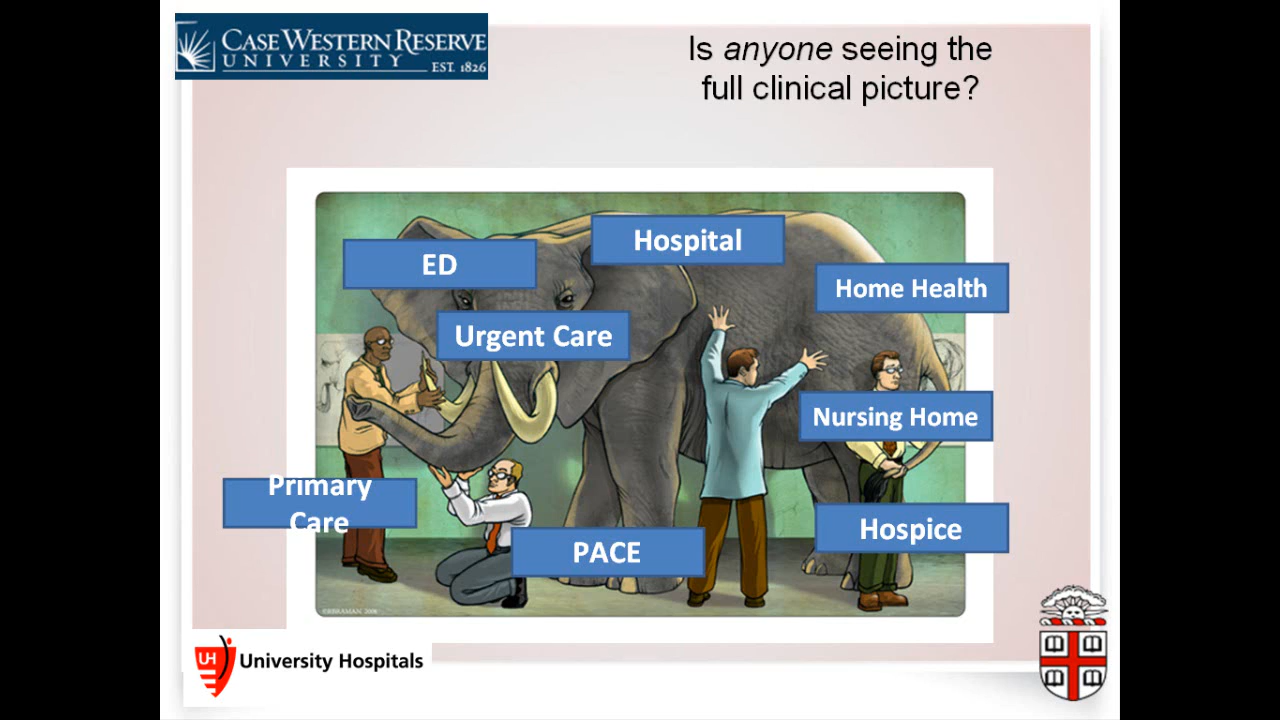 CASE WESTERN RESERVE
UNIVERSITY
EST. 1826
Is anyone seeing the
full clinical picture?
Hospital
ED
Home Health
Urgent Care
Nursing Home
Primary
Care
Hospice
PACE
UH
University Hospitals